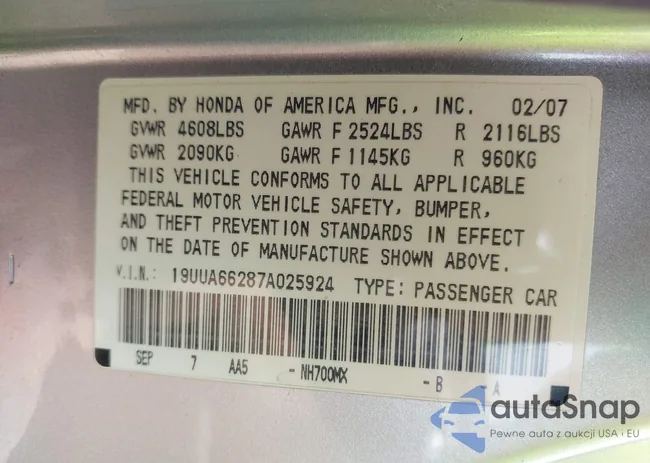 MFD. BY HONDA OF AMERICA MFG., INC. 02/07
GVWR 4608LBS GAWR F 2524LBS R 2116LBS
GVWR 2090KG GAWR F 1145KG R 960KG
THIS VEHICLE CONFORMS TO ALL APPLICABLE
FEDERAL MOTOR VEHICLE SAFETY, BUMPER,
AND THEFT PREVENTION STANDARDS IN EFFECT
ON THE DATE OF MANUFACTURE SHOWN ABOVE.
V.I.N.: 19UUA66287A025924 TYPE: PASSENGER CAR
SEP 7 AA5 -NH700MX -B A
autaSnap
Pewne auta z aukcji USA i EU